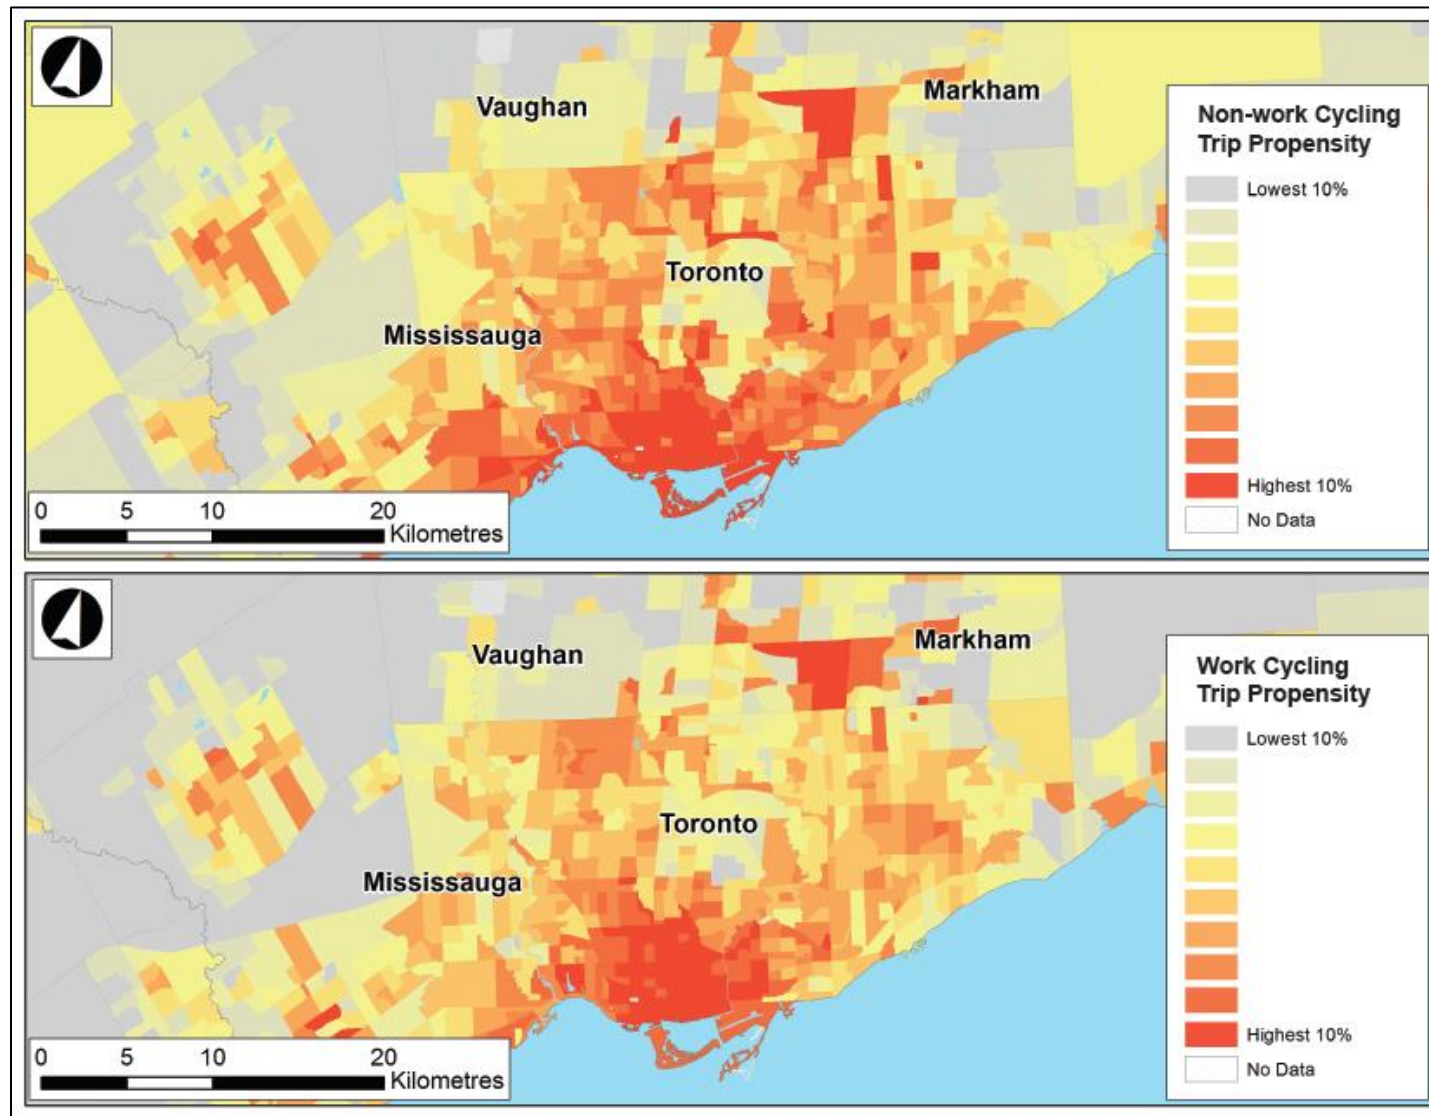 Vaughan
Markham
Toronto
Mississauga
Non-work Cycling
Trip Propensity
Lowest 10%
Highest 10%
No Data
0 5 10 20
Kilometres
Vaughan
Markham
Toronto
Mississauga
Work Cycling
Trip Propensity
Lowest 10%
Highest 10%
No Data
0 5 10 20
Kilometres